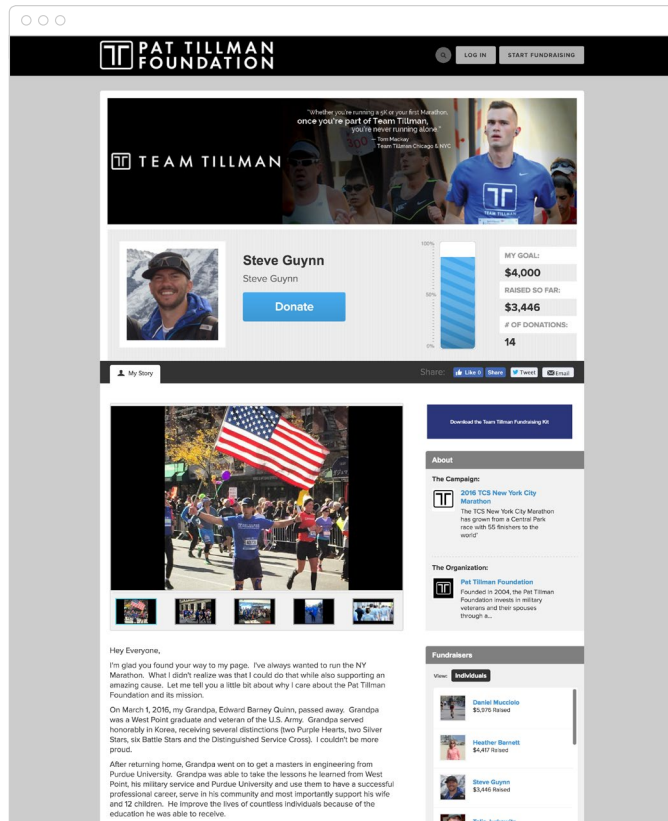 PAT TILLMAN
FOUNDATION
LOG IN
START FUNDRAISING
"Whether you're running a 5K or your first Marathon,
once you're part of Team Tillman,
you're never running alone."
— Tom Mackay
Team Tillman Chicago & NYC
TEAM TILLMAN
TEAM TILLMAN
Steve Guynn
Steve Guynn
Donate
100%
50%
0%
MY GOAL:
$4,000
RAISED SO FAR:
$3,446
# OF DONATIONS:
14
My Story
Share:
Like 0
Share
Tweet
Email
Download the Team Tillman Fundraising Kit
About
The Campaign:
2016 TCS New York City
Marathon
The TCS New York City Marathon
has grown from a Central Park
race with 55 finishers to the
world'
The Organization:
Pat Tillman Foundation
Founded in 2004, the Pat Tillman
Foundation invests in military
veterans and their spouses
through a...
Hey Everyone,
I'm glad you found your way to my page. I've always wanted to run the NY
Marathon. What I didn't realize was that I could do that while also supporting an
amazing cause. Let me tell you a little bit about why I care about the Pat Tillman
Foundation and its mission.
On March 1, 2016, my Grandpa, Edward Barney Quinn, passed away. Grandpa
was a West Point graduate and veteran of the U.S. Army. Grandpa served
honorably in Korea, receiving several distinctions (two Purple Hearts, two Silver
Stars, six Battle Stars and the Distinguished Service Cross). I couldn't be more
proud.
After returning home, Grandpa went on to get a masters in engineering from
Purdue University. Grandpa was able to take the lessons he learned from West
Point, his military serve and Purdue University and use them to have a successful
professional career, serve in his community and most importantly support his wife
and 12 children. He improve the lives of countless individuals because of the
education he was able to receive.
Fundraisers
View:
Individuals
Daniel Mucciolo
$5,976 Raised
Heather Barnett
$4,417 Raised
Steve Guynn
$3,446 Raised